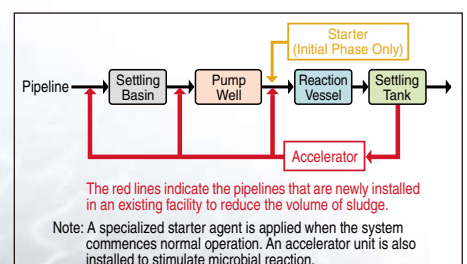 Starter
(Initial Phase Only)
Pipeline
Settling
Basin
Pump
Well
Reaction
Vessel
Settling
Tank
Accelerator
The red lines indicate the pipelines that are newly installed
in an existing facility to reduce the volume of sludge.
Note: A specialized starter agent is applied when the system
commences normal operation. An accelerator unit is also
installed to stimulate microbial reaction.